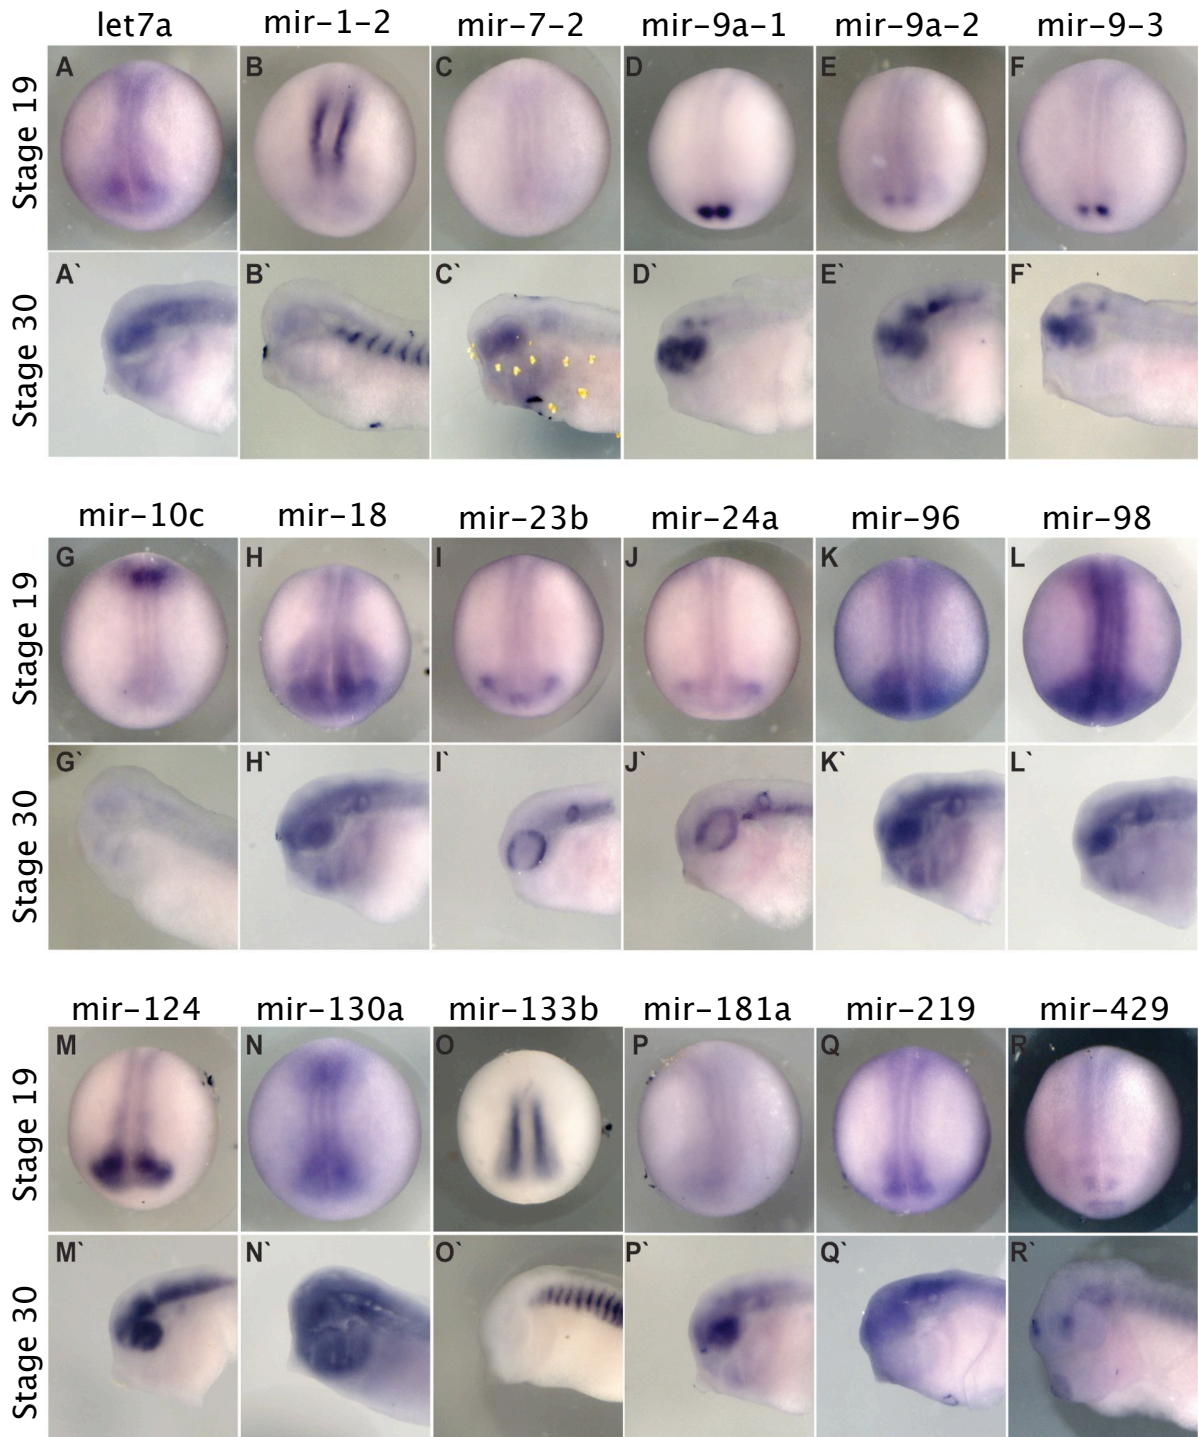 let7a mir-1-2 mir-7-2 mir-9a-1 mir-9a-2 mir-9-3
Stage 19
A B C D E F
Stage 30
A` B` C` D` E` F`
mir-10c mir-18 mir-23b mir-24a mir-96 mir-98
Stage 19
G H I J K L
Stage 30
G` H` I` J` K` L`
mir-124 mir-130a mir-133b mir-181a mir-219 mir-429
Stage 19
M N O P Q R
Stage 30
M` N` O` P` Q` R`